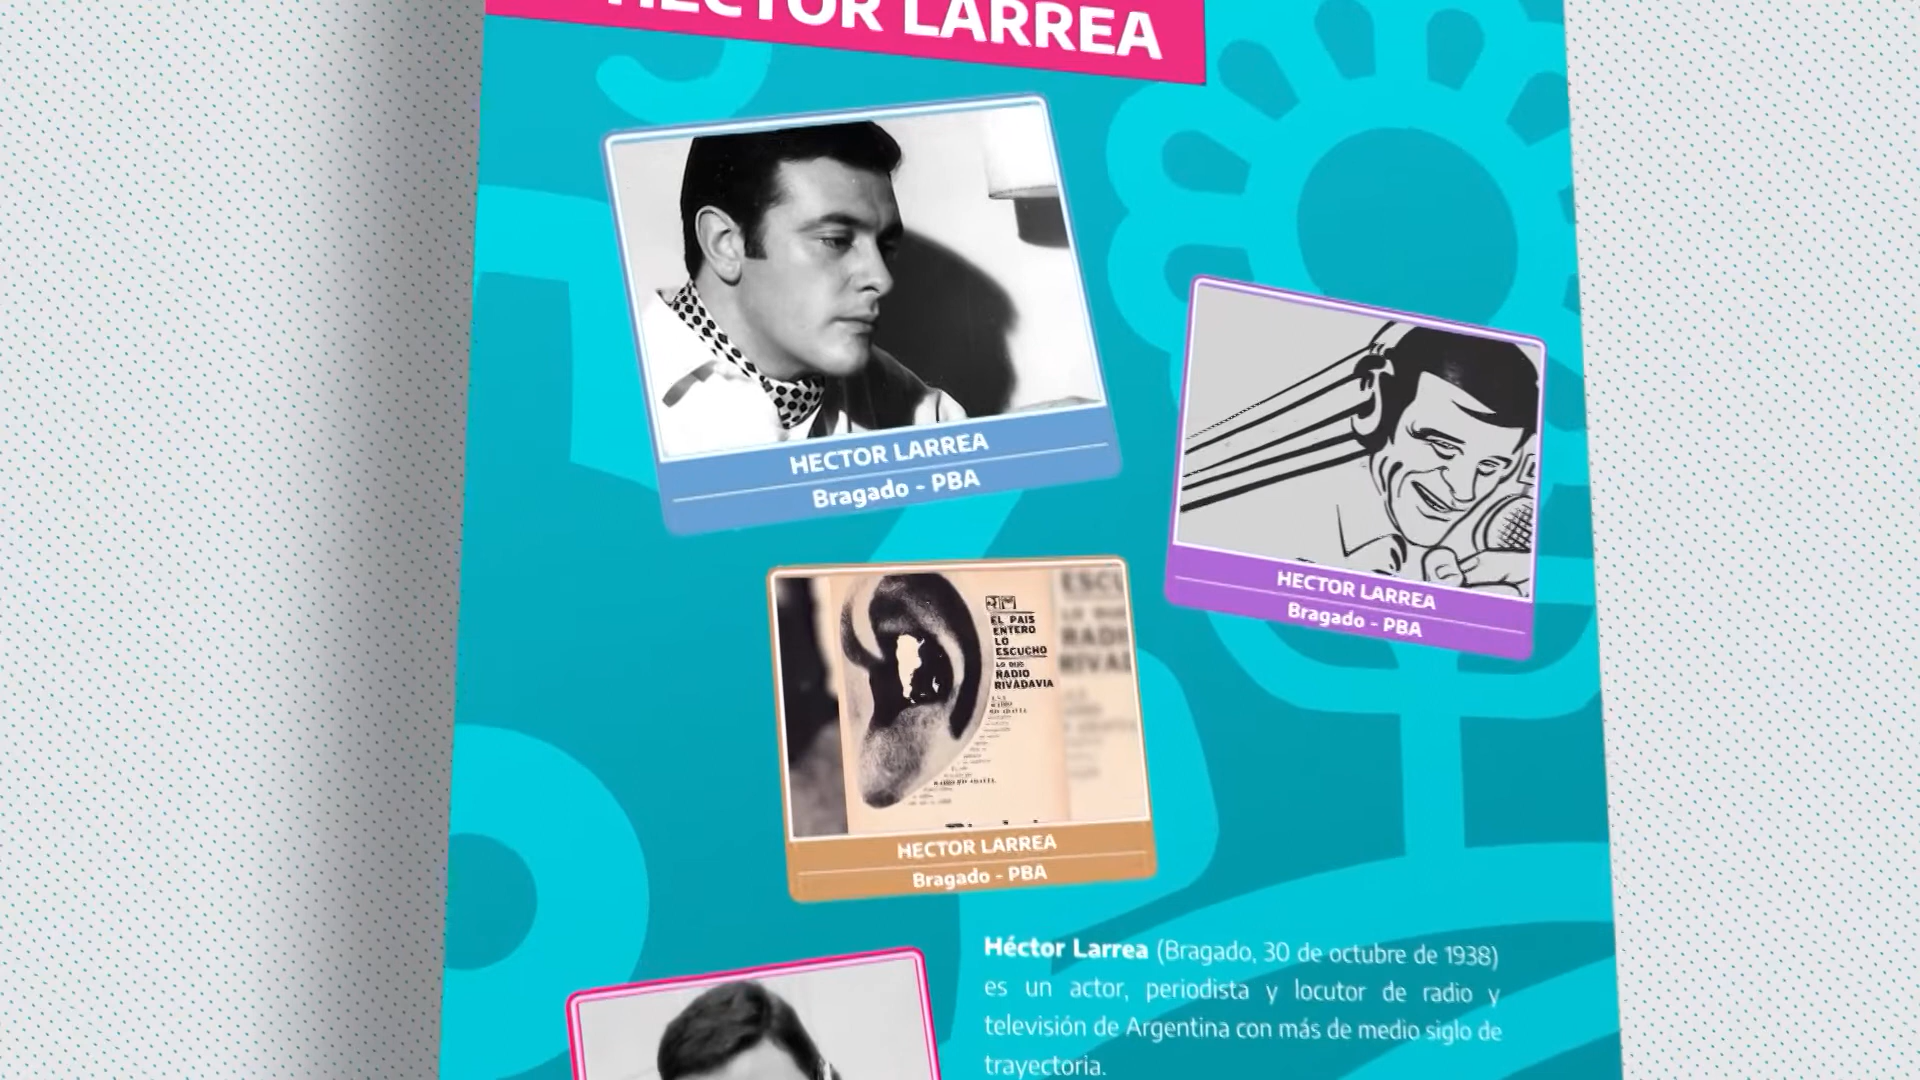 HECTOR LARREA
HECTOR LARREA
Bragado - PBA
HECTOR LARREA
Bragado - PBA
EL PAIS
ENTERO
LO
ESCUCHO
LO QUE
RADIO
RIVADAVIA
HECTOR LARREA
Bragado - PBA
Héctor Larrea (Bragado, 30 de octubre de 1938)
es un actor, periodista y locutor de radio y
televisión de Argentina con más de medio siglo de
trayectoria.